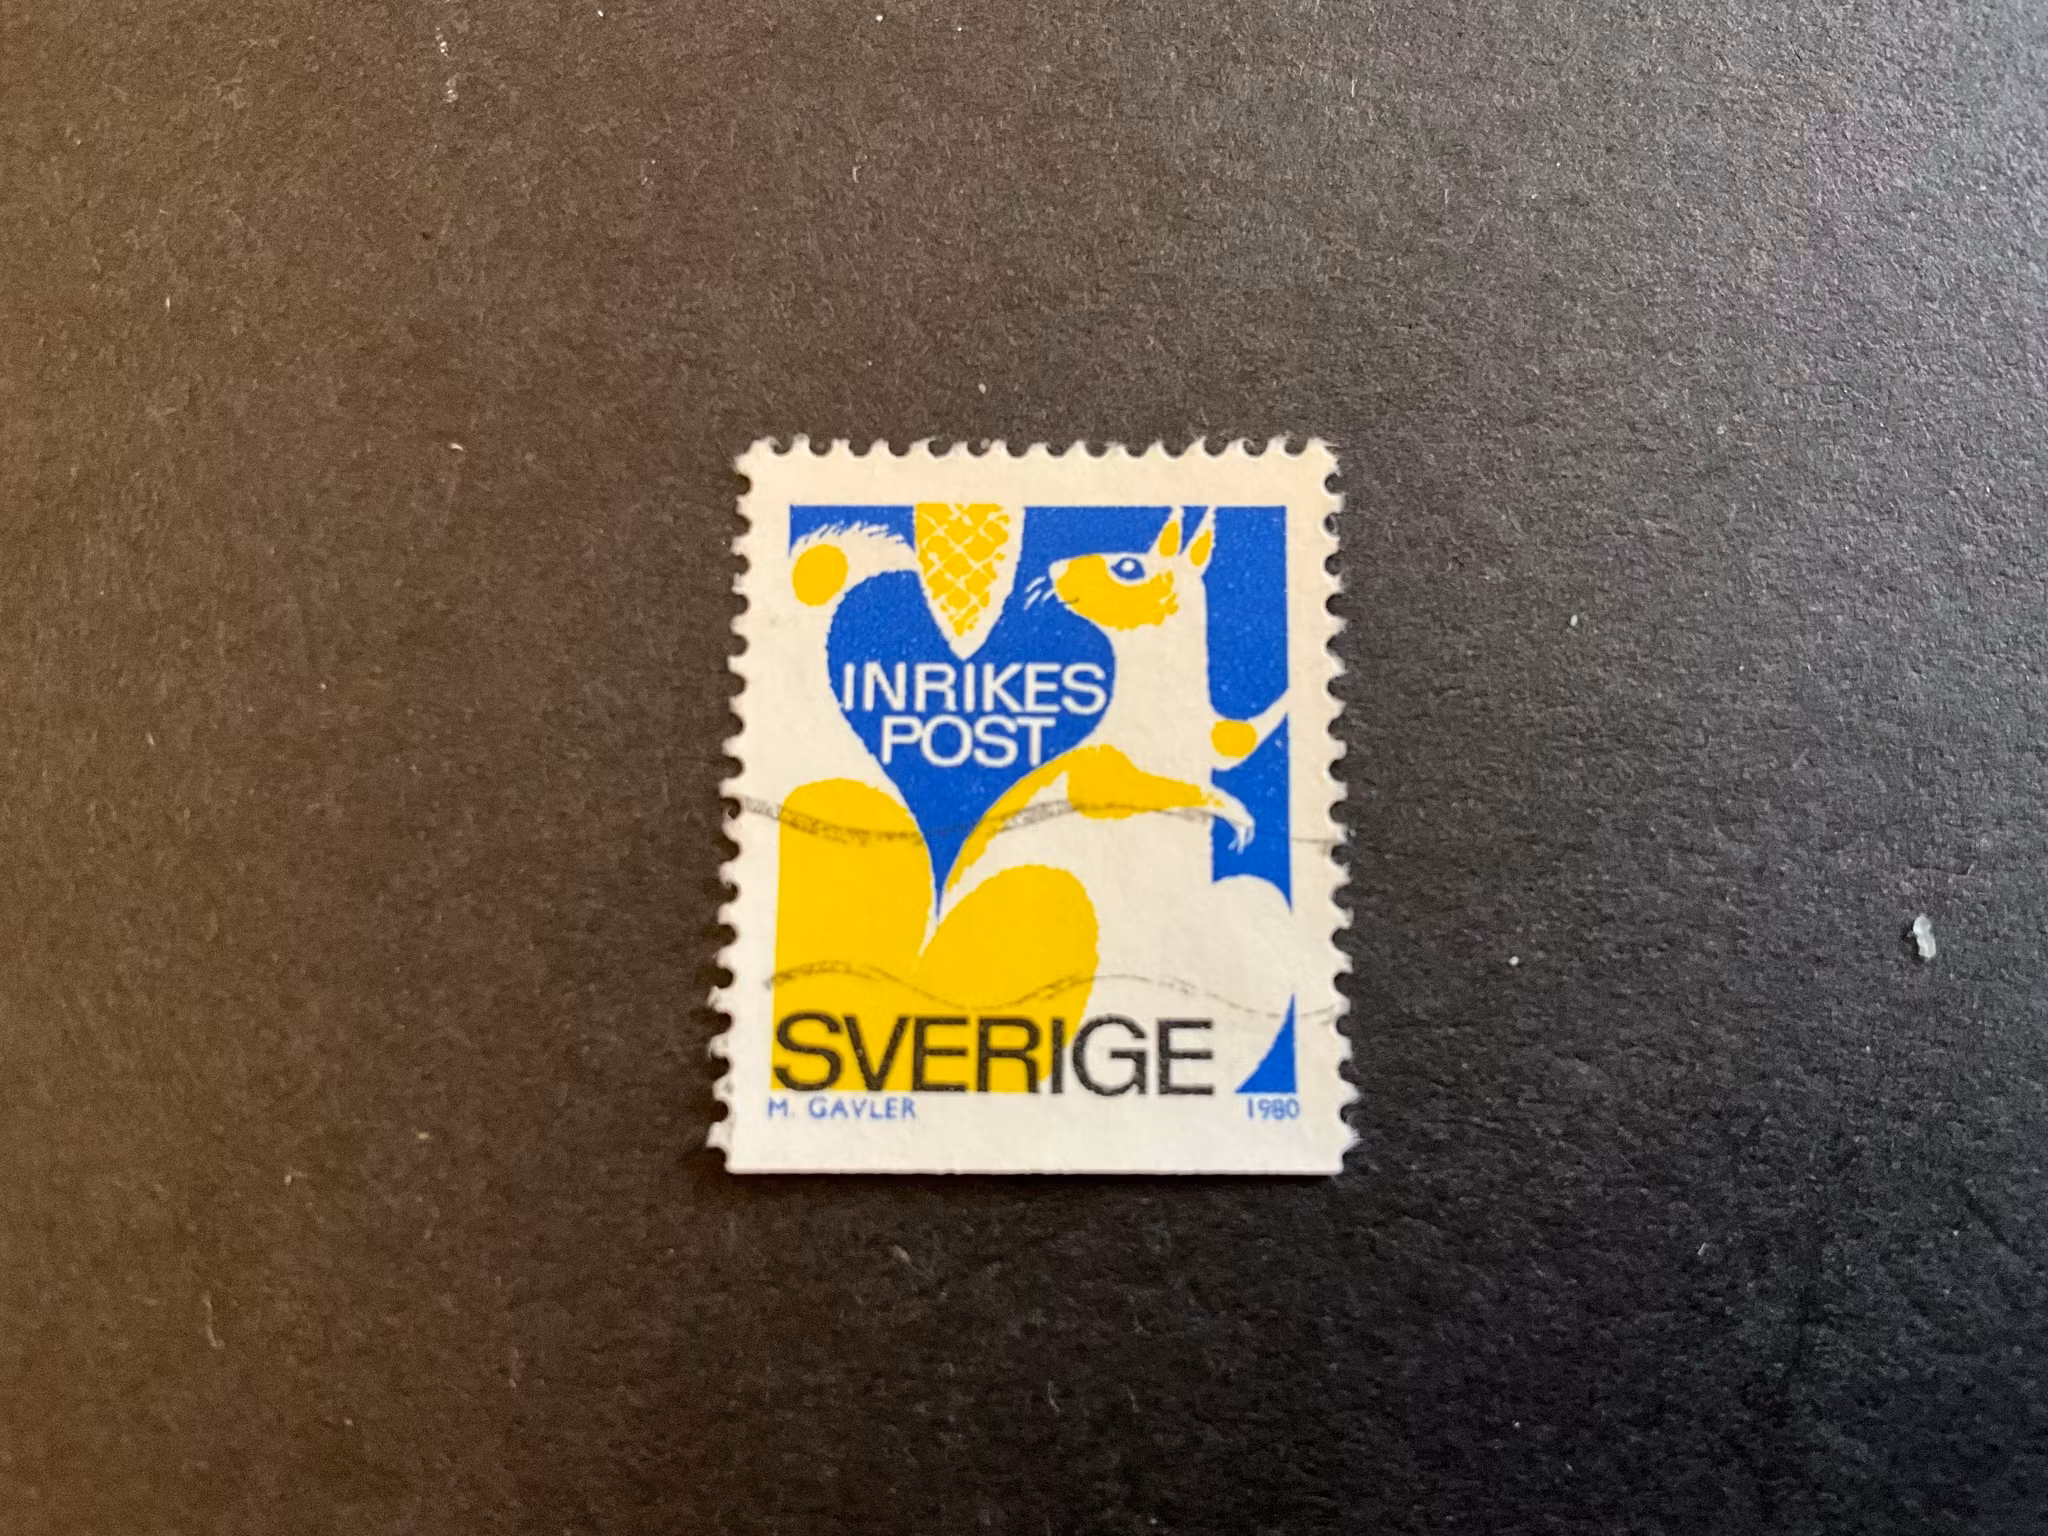 INRIKES
POST
SVERIGE
M. GAVLER 1980